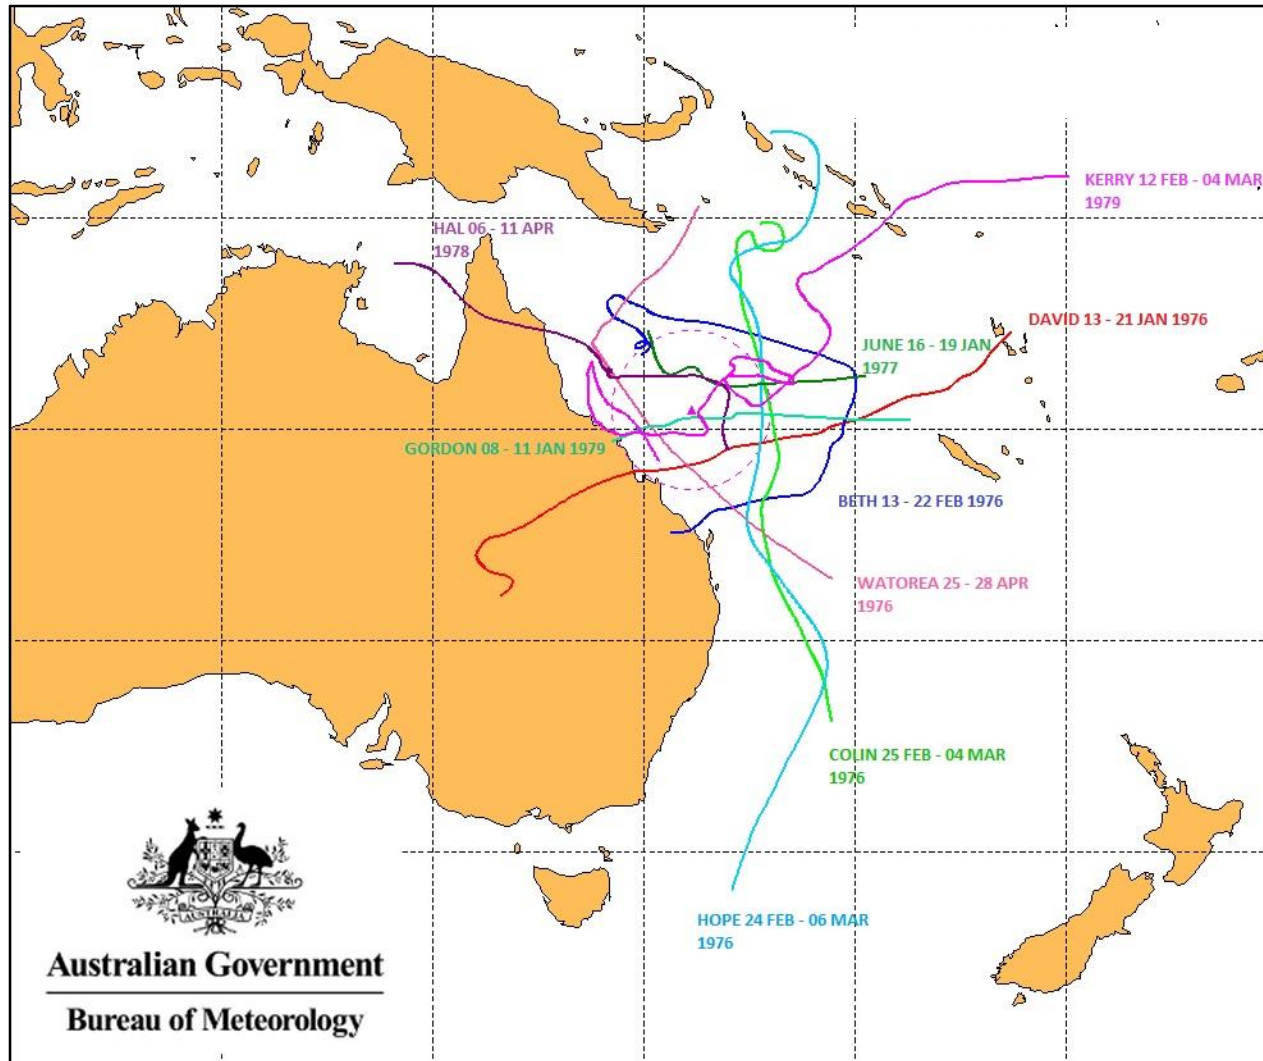 KERRY 12 FEB - 04 MAR
1979
HAL 06 - 11 APR
1978
DAVID 13 - 21 JAN 1976
JUNE 16 - 19 JAN
1977
GORDON 08 - 11 JAN 1979
BETH 13 - 22 FEB 1976
WATOREA 25 - 28 APR
1976
COLIN 25 FEB - 04 MAR
1976
HOPE 24 FEB - 06 MAR
1976
AUSTRALIA
Australian Government
Bureau of Meteorology